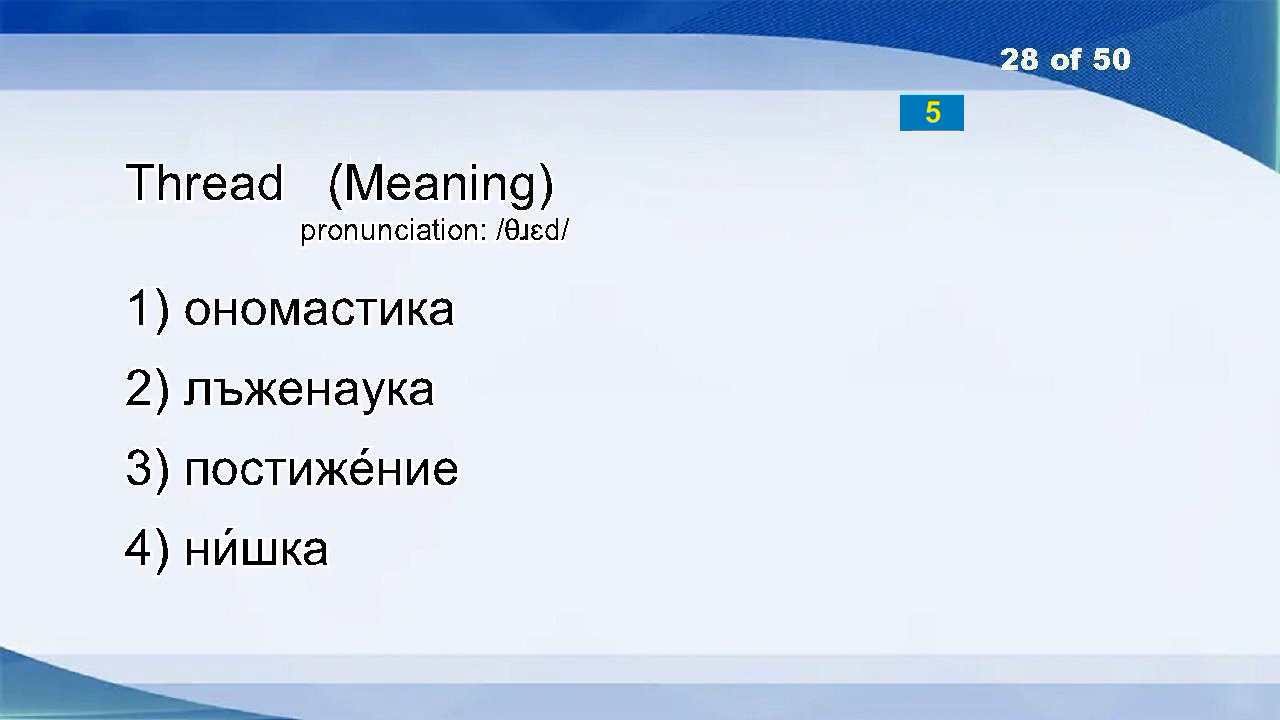 28 of 50
5
Thread (Meaning)
pronunciation: /θɹɛd/
1) ономастика
2) лъженаука
3) постиже́ние
4) ни́шка